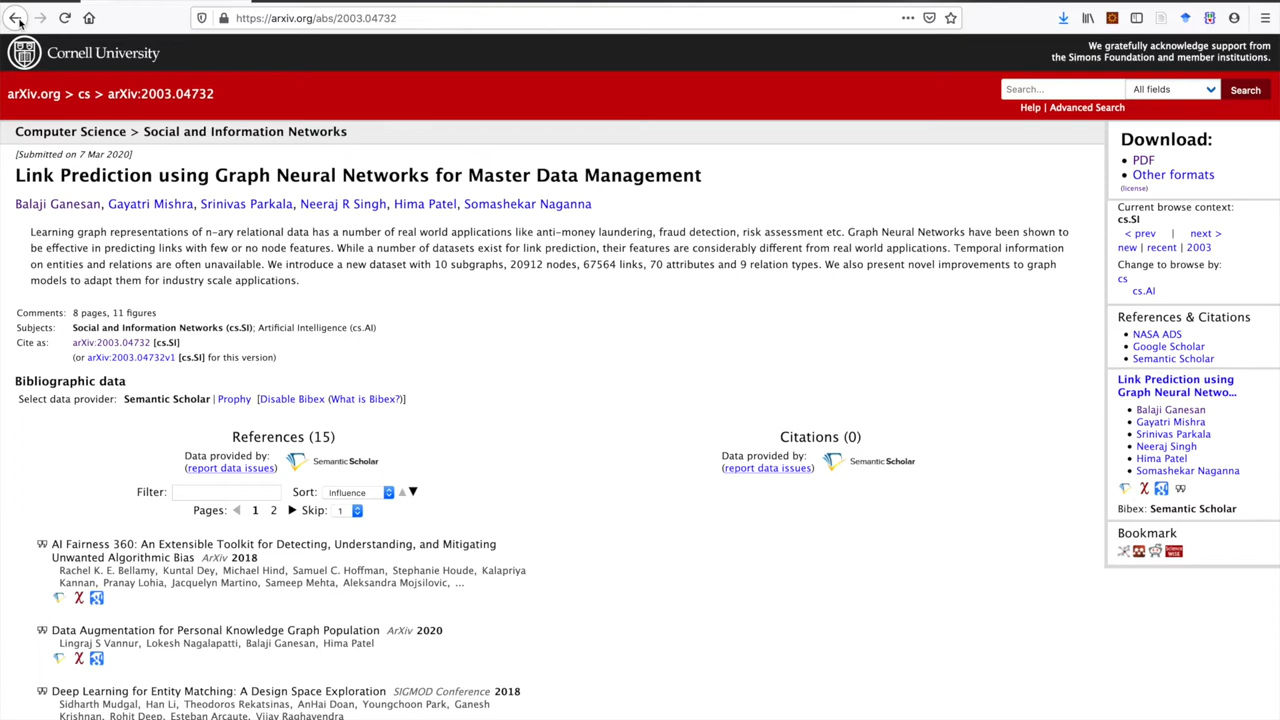 https://arxiv.org/abs/2003.04732
Cornell University
We gratefully acknowledge support from
the Simons Foundation and member institutions.
arXiv.org > cs > arXiv:2003.04732
Search...
All fields
Search
Help | Advanced Search
Computer Science > Social and Information Networks
[Submitted on 7 Mar 2020]
Link Prediction using Graph Neural Networks for Master Data Management
Balaji Ganesan, Gayatri Mishra, Srinivas Parkala, Neeraj R Singh, Hima Patel, Somashekar Naganna
Learning graph representations of n-ary relational data has a number of real world applications like anti-money laundering, fraud detection, risk assessment etc. Graph Neural Networks have been shown to
be effective in predicting links with few or no node features. While a number of datasets exist for link prediction, their features are considerably different from real world applications. Temporal information
on entities and relations are often unavailable. We introduce a new dataset with 10 subgraphs, 20912 nodes, 67564 links, 70 attributes and 9 relation types. We also present novel improvements to graph
models to adapt them for industry scale applications.
Comments: 8 pages, 11 figures
Subjects: Social and Information Networks (cs.SI); Artificial Intelligence (cs.AI)
Cite as: arXiv:2003.04732 [cs.SI]
(or arXiv:2003.04732v1 [cs.SI] for this version)
Bibliographic data
Select data provider: Semantic Scholar | Prophy [Disable Bibex (What is Bibex?)]
References (15)
Data provided by:
(report data issues)
Semantic Scholar
Filter:
Sort: Influence
Pages: 1 2 Skip: 1
AI Fairness 360: An Extensible Toolkit for Detecting, Understanding, and Mitigating
Unwanted Algorithmic Bias ArXiv 2018
Rachel K. E. Bellamy, Kuntal Dey, Michael Hind, Samuel C. Hoffman, Stephanie Houde, Kalapriya
Kannan, Pranay Lohia, Jacquelyn Martino, Sameep Mehta, Aleksandra Mojsilovic, ...
Data Augmentation for Personal Knowledge Graph Population ArXiv 2020
Lingraj S Vannur, Lokesh Nagalapatti, Balaji Ganesan, Hima Patel
Deep Learning for Entity Matching: A Design Space Exploration SIGMOD Conference 2018
Sidharth Mudgal, Han Li, Theodoros Rekatsinas, AnHai Doan, Youngchoon Park, Ganesh
Krishnan, Rohit Deep, Esteban Arcaute, Vijay Raghavendra
Citations (0)
Data provided by:
(report data issues)
Semantic Scholar
Download:
PDF
Other formats
(license)
Current browse context:
cs.SI
< prev | next >
new | recent | 2003
Change to browse by:
cs
cs.AI
References & Citations
NASA ADS
Google Scholar
Semantic Scholar
Link Prediction using
Graph Neural Netwo...
Balaji Ganesan
Gayatri Mishra
Srinivas Parkala
Neeraj Singh
Hima Patel
Somashekar Naganna
Bibex: Semantic Scholar
Bookmark